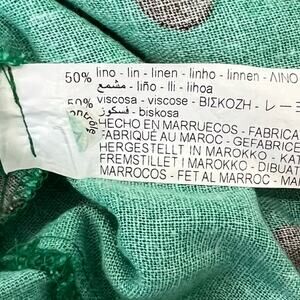 50% lino - lin - linen - linho - linnen - ΛΙΝΟ
مشمع - liño - lli - lihoa
50% viscosa - viscose - ΒΙΣΚΟΖΗ - レーヨ
فسكوز - biskosa
HECHO EN MARRUECOS - FABRICA
FABRIQUE AU MAROC - GEFABRICE
HERGESTELLT IN MAROKKO - KAT
FREMSTILLET I MAROKKO - DIBUAT
MARROCOS - FET AL MARROC - MA